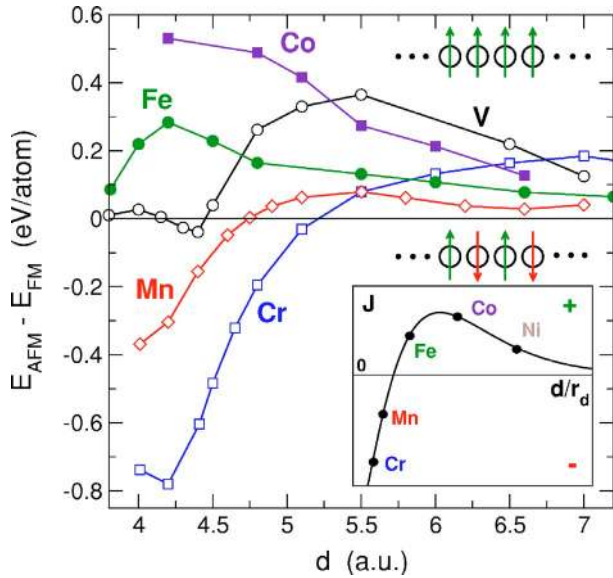 E_AFM - E_FM (eV/atom)
0.6
0.4
0.2
0
-0.2
-0.4
-0.6
-0.8
Co
Fe
V
Mn
Cr
J
+
Co
Ni
Fe
0
d/r_d
Mn
Cr
-
4
4.5
5
5.5
6
6.5
7
d (a.u.)